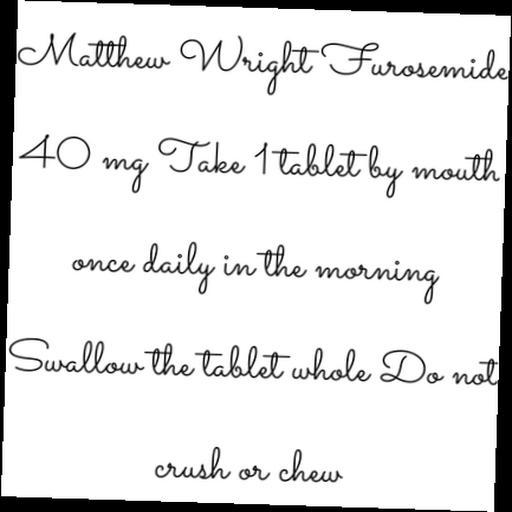 Matthew Wright Furosemide
40 mg Take 1 tablet by mouth
once daily in the morning
Swallow the tablet whole Do not
crush or chew